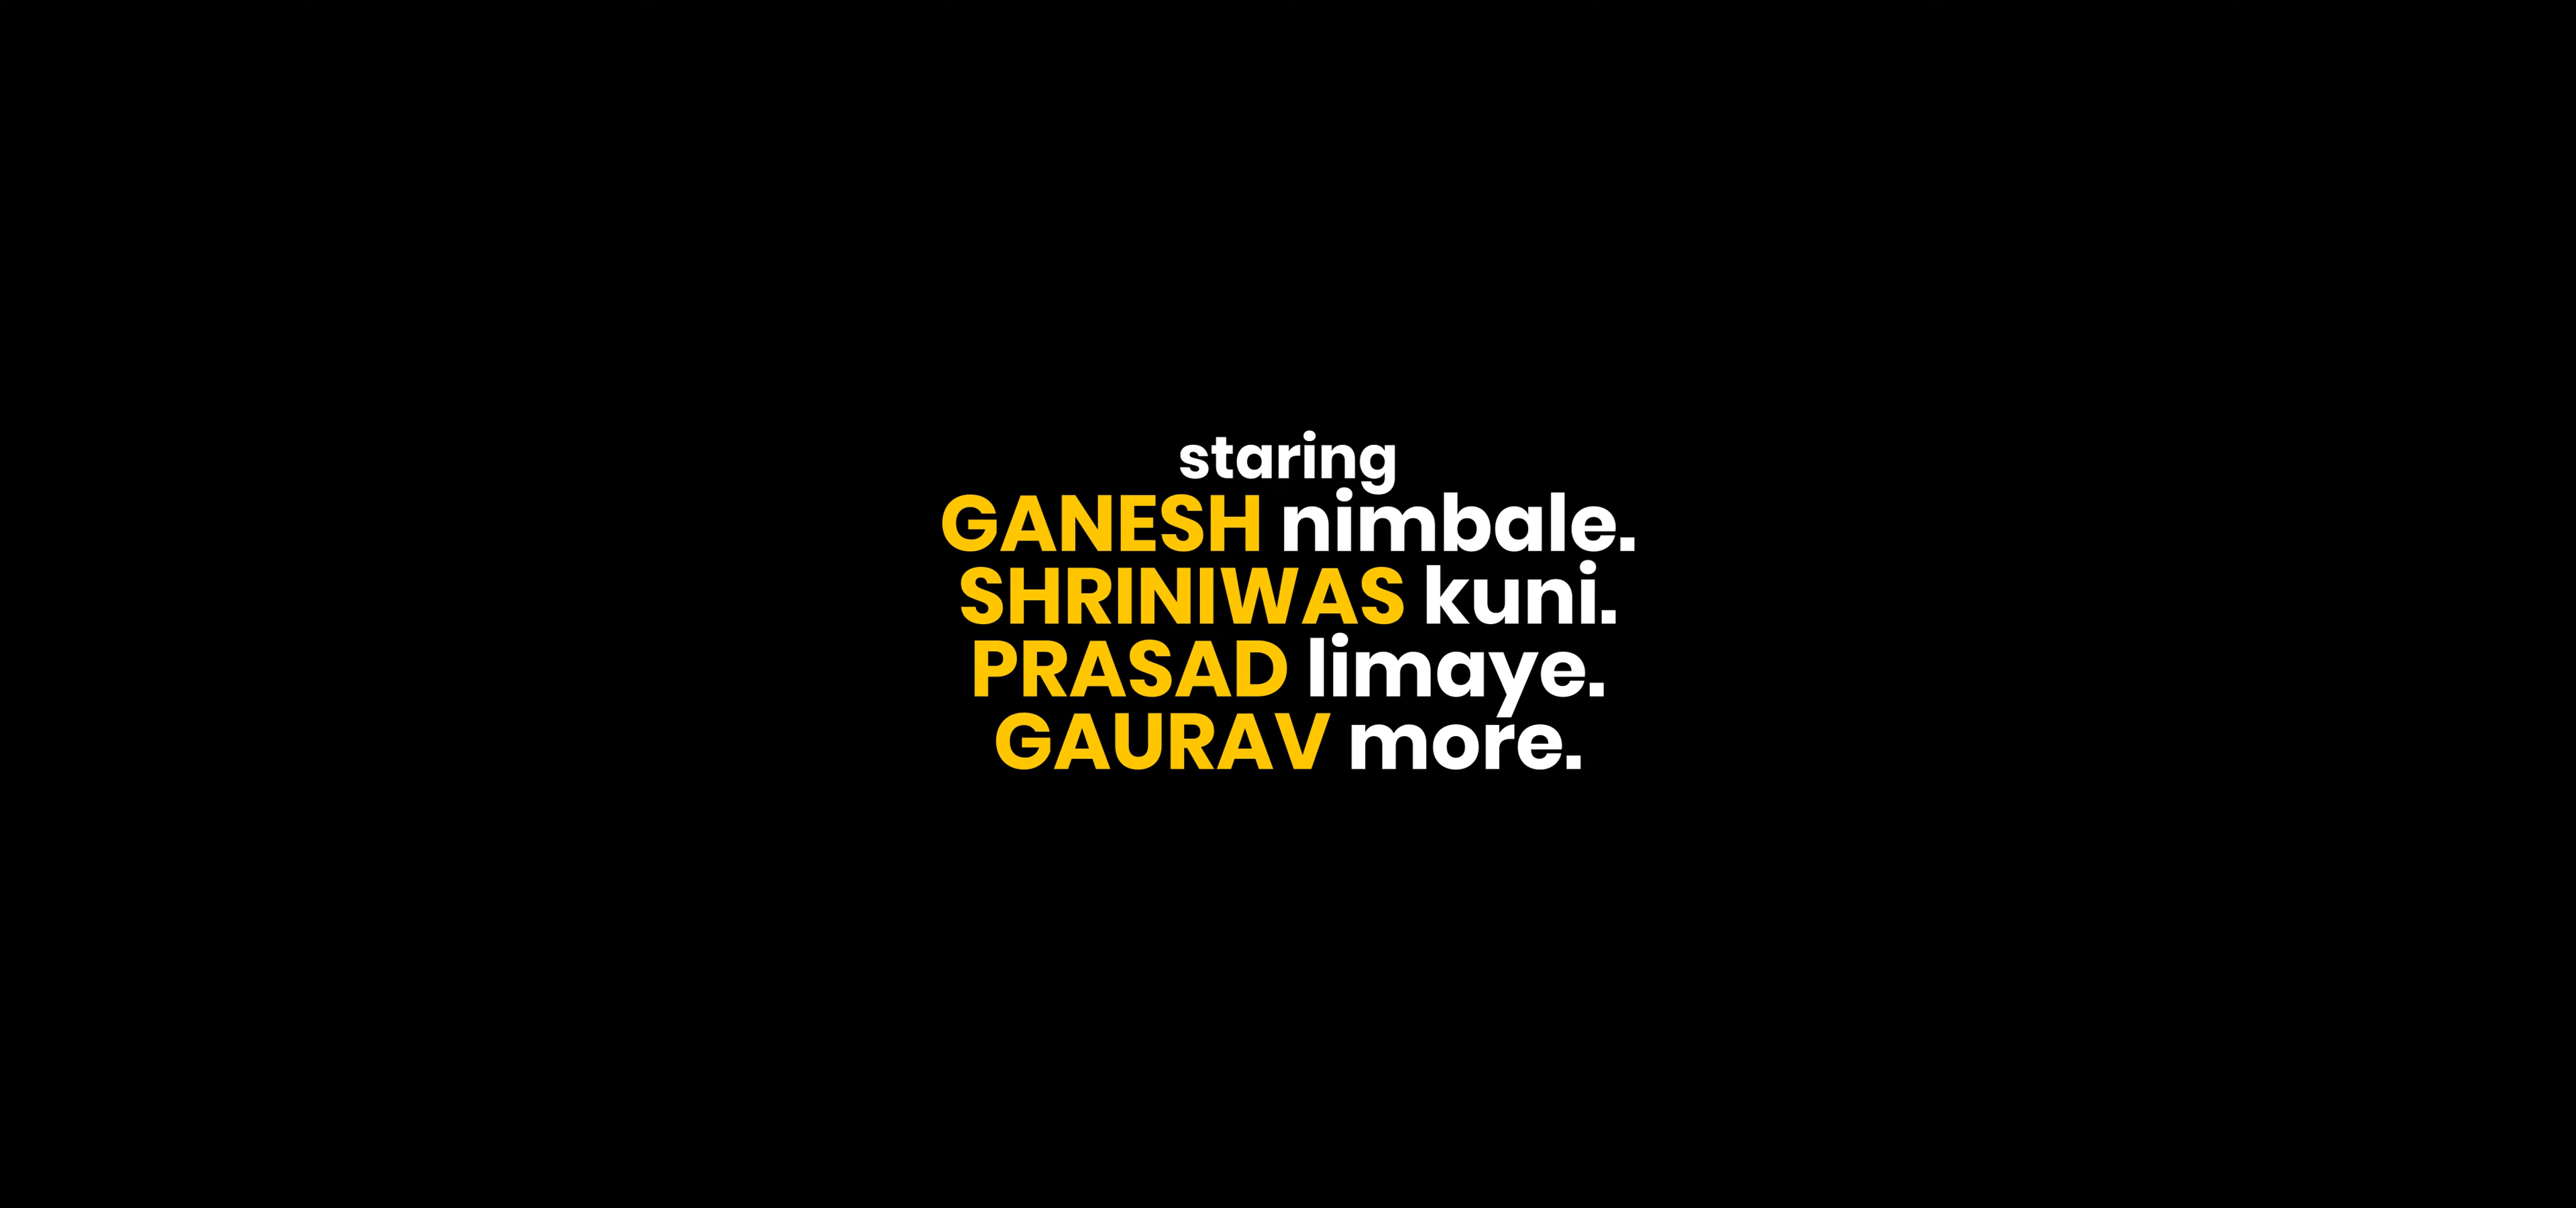 staring
GANESH nimbale.
SHRINIWAS kuni.
PRASAD limaye.
GAURAV more.